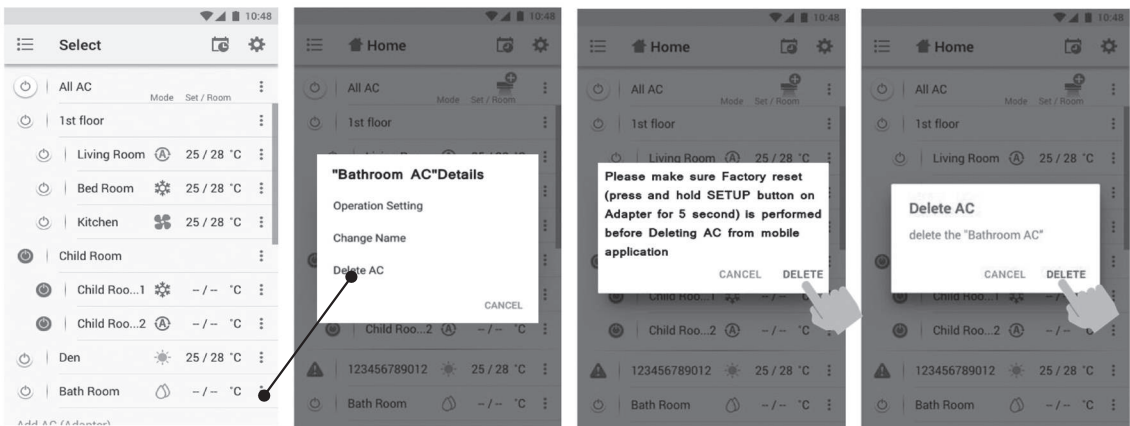 10:48
Select
All AC
Mode Set / Room
1st floor
Living Room 25 / 28 °C
Bed Room 25 / 28 °C
Kitchen 25 / 28 °C
Child Room
Child Roo...1 -- / -- °C
Child Roo...2 -- / -- °C
Den 25 / 28 °C
Bath Room -- / -- °C
Add AC (Adapter)
10:48
Home
All AC
Mode Set / Room
1st floor
"Bathroom AC"Details
Operation Setting
Change Name
Delete AC
CANCEL
Child Roo...2 -- / -- °C
123456789012 25 / 28 °C
Bath Room -- / -- °C
10:48
Home
All AC
Mode Set / Room
1st floor
Living Room 25 / 28 °C
Please make sure Factory reset
(press and hold SETUP button on
Adapter for 5 second) is performed
before Deleting AC from mobile
application
CANCEL DELETE
Child Roo...1 -- / -- °C
Child Roo...2 -- / -- °C
123456789012 25 / 28 °C
Bath Room -- / -- °C
10:48
Home
All AC
Mode Set / Room
1st floor
Living Room 25 / 28 °C
Delete AC
delete the "Bathroom AC"
CANCEL DELETE
Child Roo...1 -- / -- °C
Child Roo...2 -- / -- °C
123456789012 25 / 28 °C
Bath Room -- / -- °C